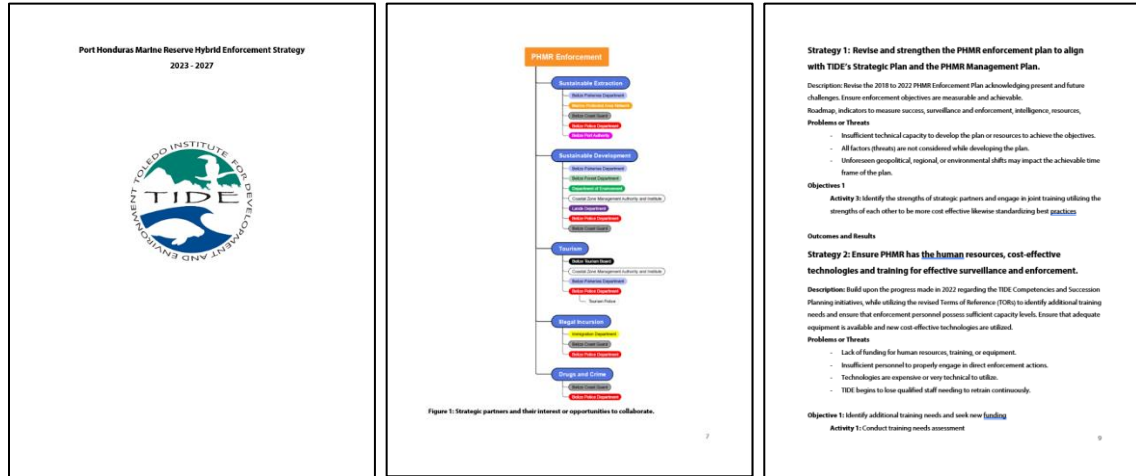 Port Honduras Marine Reserve Hybrid Enforcement Strategy
2023 - 2027
TOLEDO INSTITUTE FOR DEVELOPMENT AND ENVIRONMENT
TIDE
PHMR Enforcement
Sustainable Extraction
Belize Fisheries Department
Belize Coast Guard
Belize Police Department
Belize Port Authority
Sustainable Development
Belize Fisheries Department
Belize Forest Department
Department of Environment
Coastal Zone Management Authority and Institute
Lands Department
Belize Police Department
Belize Coast Guard
Tourism
Belize Tourism Board
Coastal Zone Management Authority and Institute
Belize Fisheries Department
Belize Police Department
Tourism Police
Illegal Incursion
Immigration Department
Belize Coast Guard
Belize Police Department
Drugs and Crime
Belize Coast Guard
Belize Police Department
Figure 1: Strategic partners and their interest or opportunities to collaborate.
7
Strategy 1: Revise and strengthen the PHMR enforcement plan to align
with TIDE's Strategic Plan and the PHMR Management Plan.
Description: Revise the 2018 to 2022 PHMR Enforcement Plan acknowledging present and future
challenges. Ensure enforcement objectives are measurable and achievable.
Roadmap, indicators to measure success, surveillance and enforcement, intelligence, resources,
Problems or Threats
- Insufficient technical capacity to develop the plan or resources to achieve the objectives.
- All factors (threats) are not considered while developing the plan.
- Unforeseen geopolitical, regional, or environmental shifts may impact the achievable time
frame of the plan.
Objectives 1
Activity 3: Identify the strengths of strategic partners and engage in joint training utilizing the
strengths of each other to be more cost effective likewise standardizing best practices
Outcomes and Results
Strategy 2: Ensure PHMR has the human resources, cost-effective
technologies and training for effective surveillance and enforcement.
Description: Build upon the progress made in 2022 regarding the TIDE Competencies and Succession
Planning initiatives, while utilizing the revised Terms of Reference (TORs) to identify additional training
needs and ensure that enforcement personnel possess sufficient capacity levels. Ensure that adequate
equipment is available and new cost-effective technologies are utilized.
Problems or Threats
- Lack of funding for human resources, training, or equipment.
- Insufficient personnel to properly engage in direct enforcement actions.
- Technologies are expensive or very technical to utilize.
- TIDE begins to lose qualified staff needing to retrain continuously.
Objective 1: Identify additional training needs and seek new funding
Activity 1: Conduct training needs assessment
9